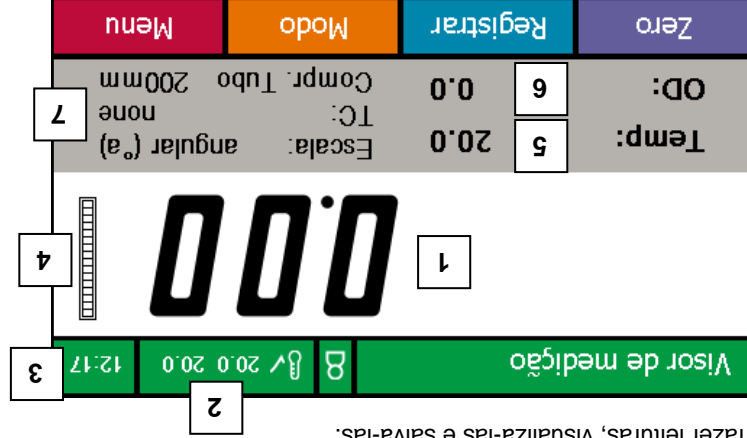 fazer leituras, visualizá-las e salvá-las.
2
Visor de medição 20.0 20.0 12:17 3
1 0.00 4
Temp: 5 20.0 Escala: angular (°a)
TC: none 7
OD: 6 0.0 Compr. Tubo 200mm
Zero Registrar Modo Menu